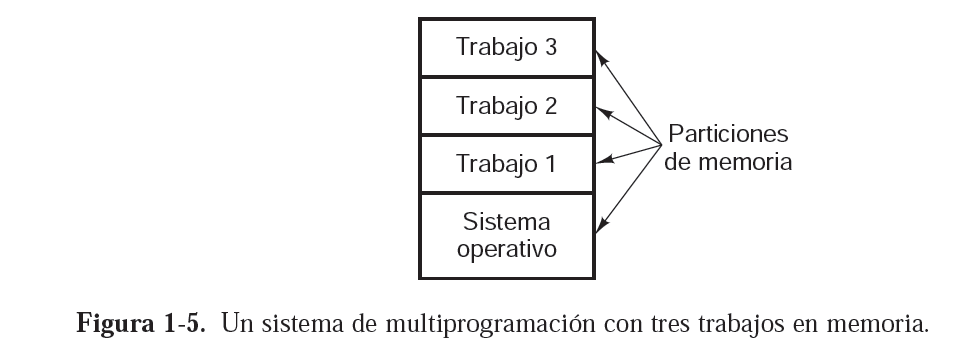 Trabajo 3
Trabajo 2
Trabajo 1
Sistema
operativo
Particiones
de memoria
Figura 1-5. Un sistema de multiprogramación con tres trabajos en memoria.